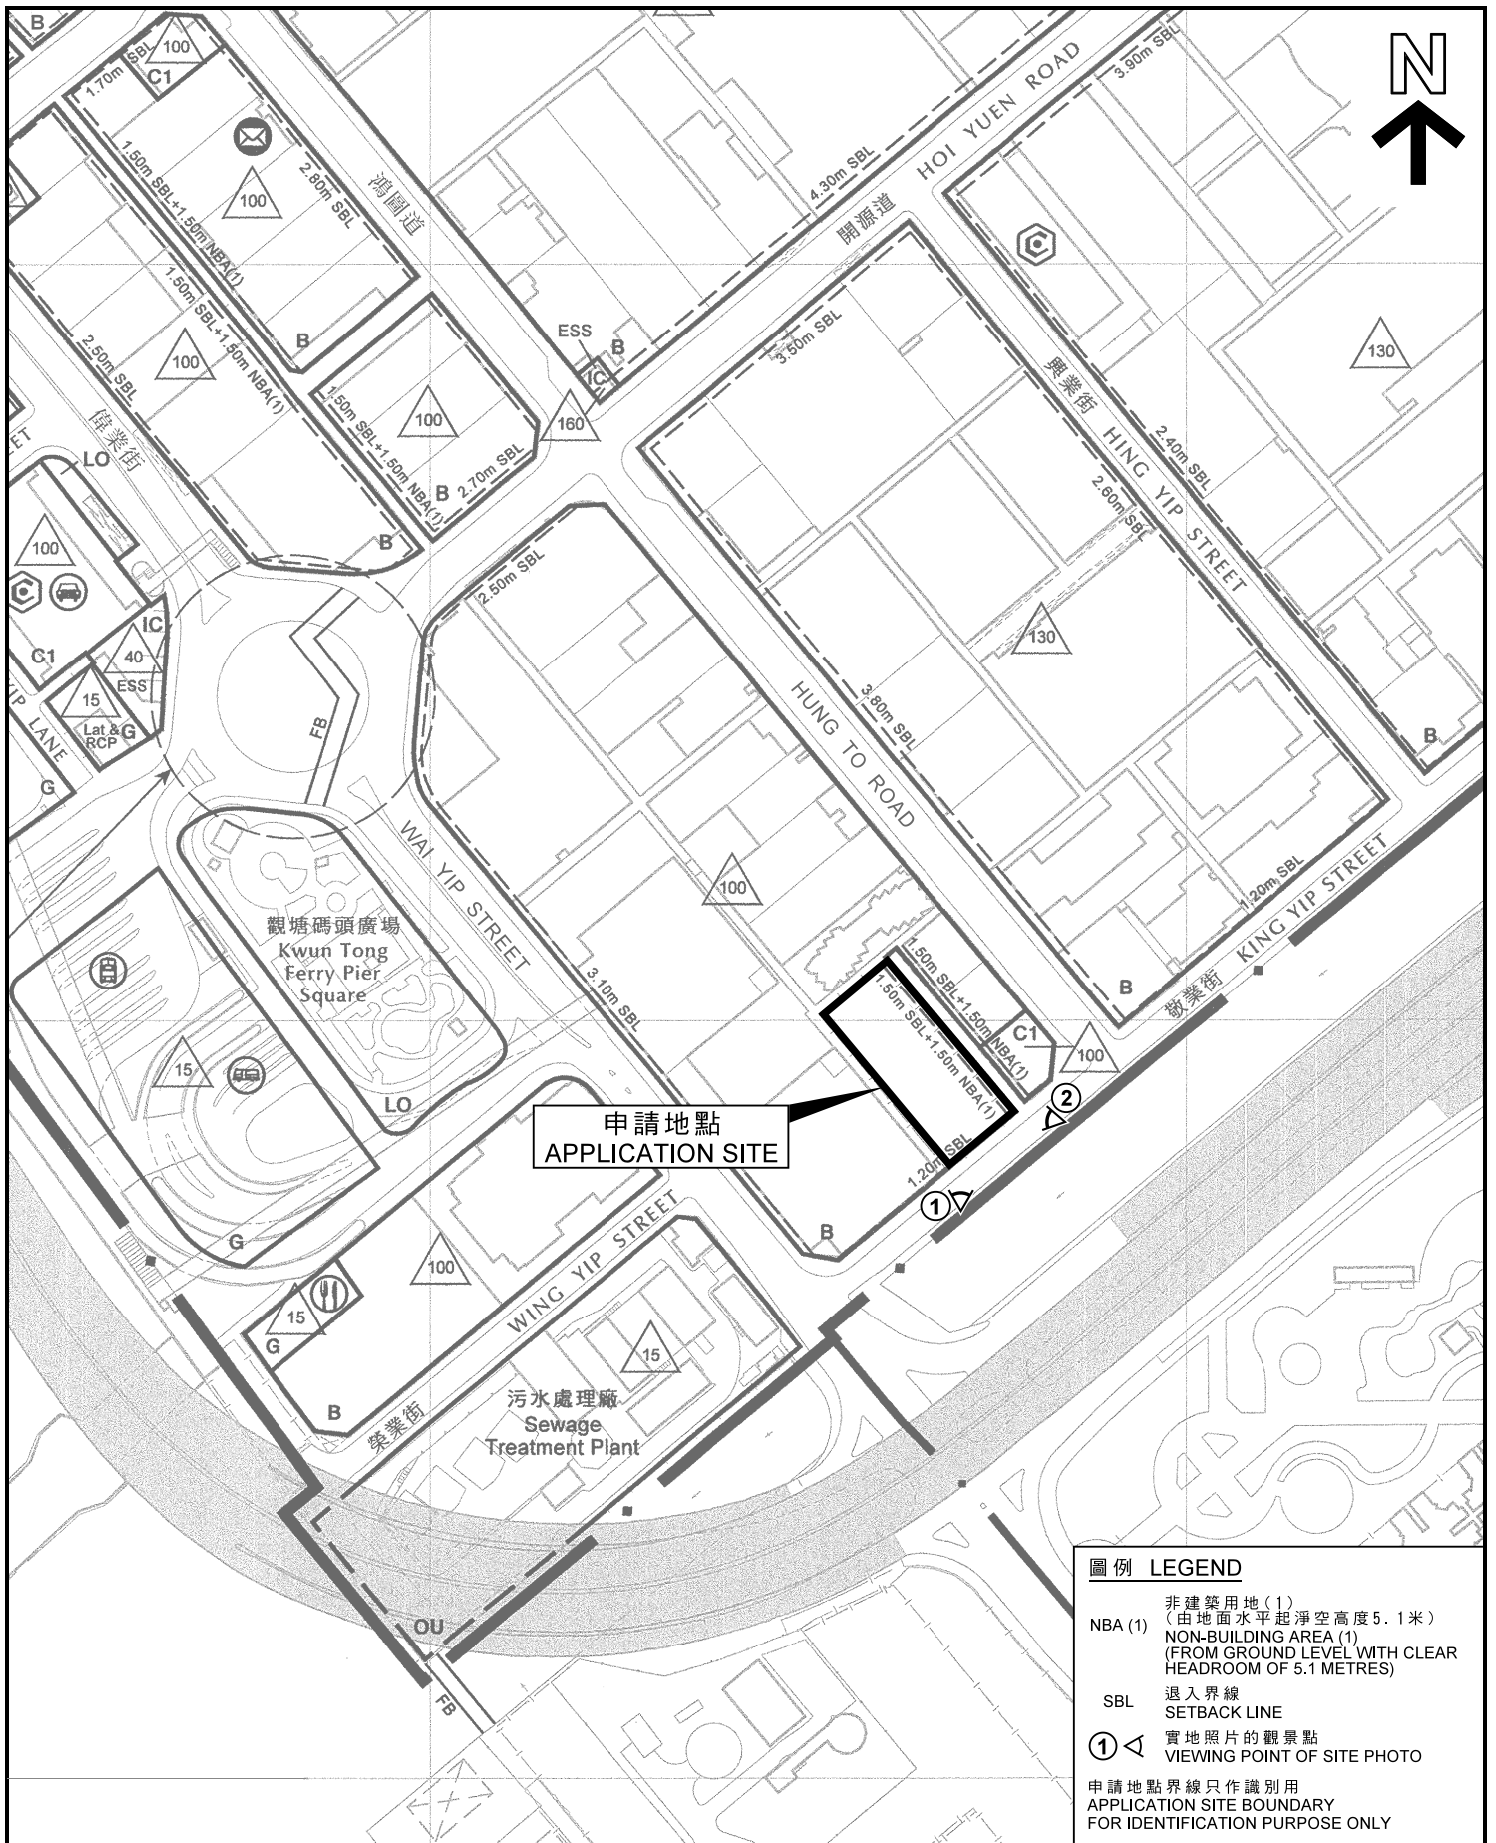 B
1.70m SBL
100
C1
N
HOI YUEN ROAD
3.90m SBL
1.50m SBL+1.50m NBA(1)
2.80m SBL
100
鴻圖道
4.30m SBL
開源道
1.50m SBL+1.50m NBA(1)
B
2.50m SBL
100
ESS
B
IC
160
3.50m SBL
130
興業街
HING YIP STREET
2.40m SBL
2.60m SBL
偉業街
LO
1.50m SBL+1.50m NBA(1)
100
2.70m SBL
B
B
100
2.50m SBL
IC
40
ESS
C1
15
Lat &
RCP
G
YIP LANE
G
FB
130
3.80m SBL
HUNG TO ROAD
B
WAI YIP STREET
100
1.20m SBL
KING YIP STREET
敬業街
B
觀塘碼頭廣場
Kwun Tong
Ferry Pier
Square
3.10m SBL
1.50m SBL+1.50m NBA(1)
1.50m SBL+1.50m NBA(1)
C1
100
15
LO
申請地點
APPLICATION SITE
2
1.20m SBL
1
B
G
100
15
G
WING YIP STREET
15
B
榮業街
污水處理廠
Sewage
Treatment Plant
OU
FB
圖例 LEGEND
NBA (1)
非建築用地(1)
(由地面水平起淨空高度5.1米)
NON-BUILDING AREA (1)
(FROM GROUND LEVEL WITH CLEAR
HEADROOM OF 5.1 METRES)
SBL
退入界線
SETBACK LINE
1
實地照片的觀景點
VIEWING POINT OF SITE PHOTO
申請地點界線只作識別用
APPLICATION SITE BOUNDARY
FOR IDENTIFICATION PURPOSE ONLY